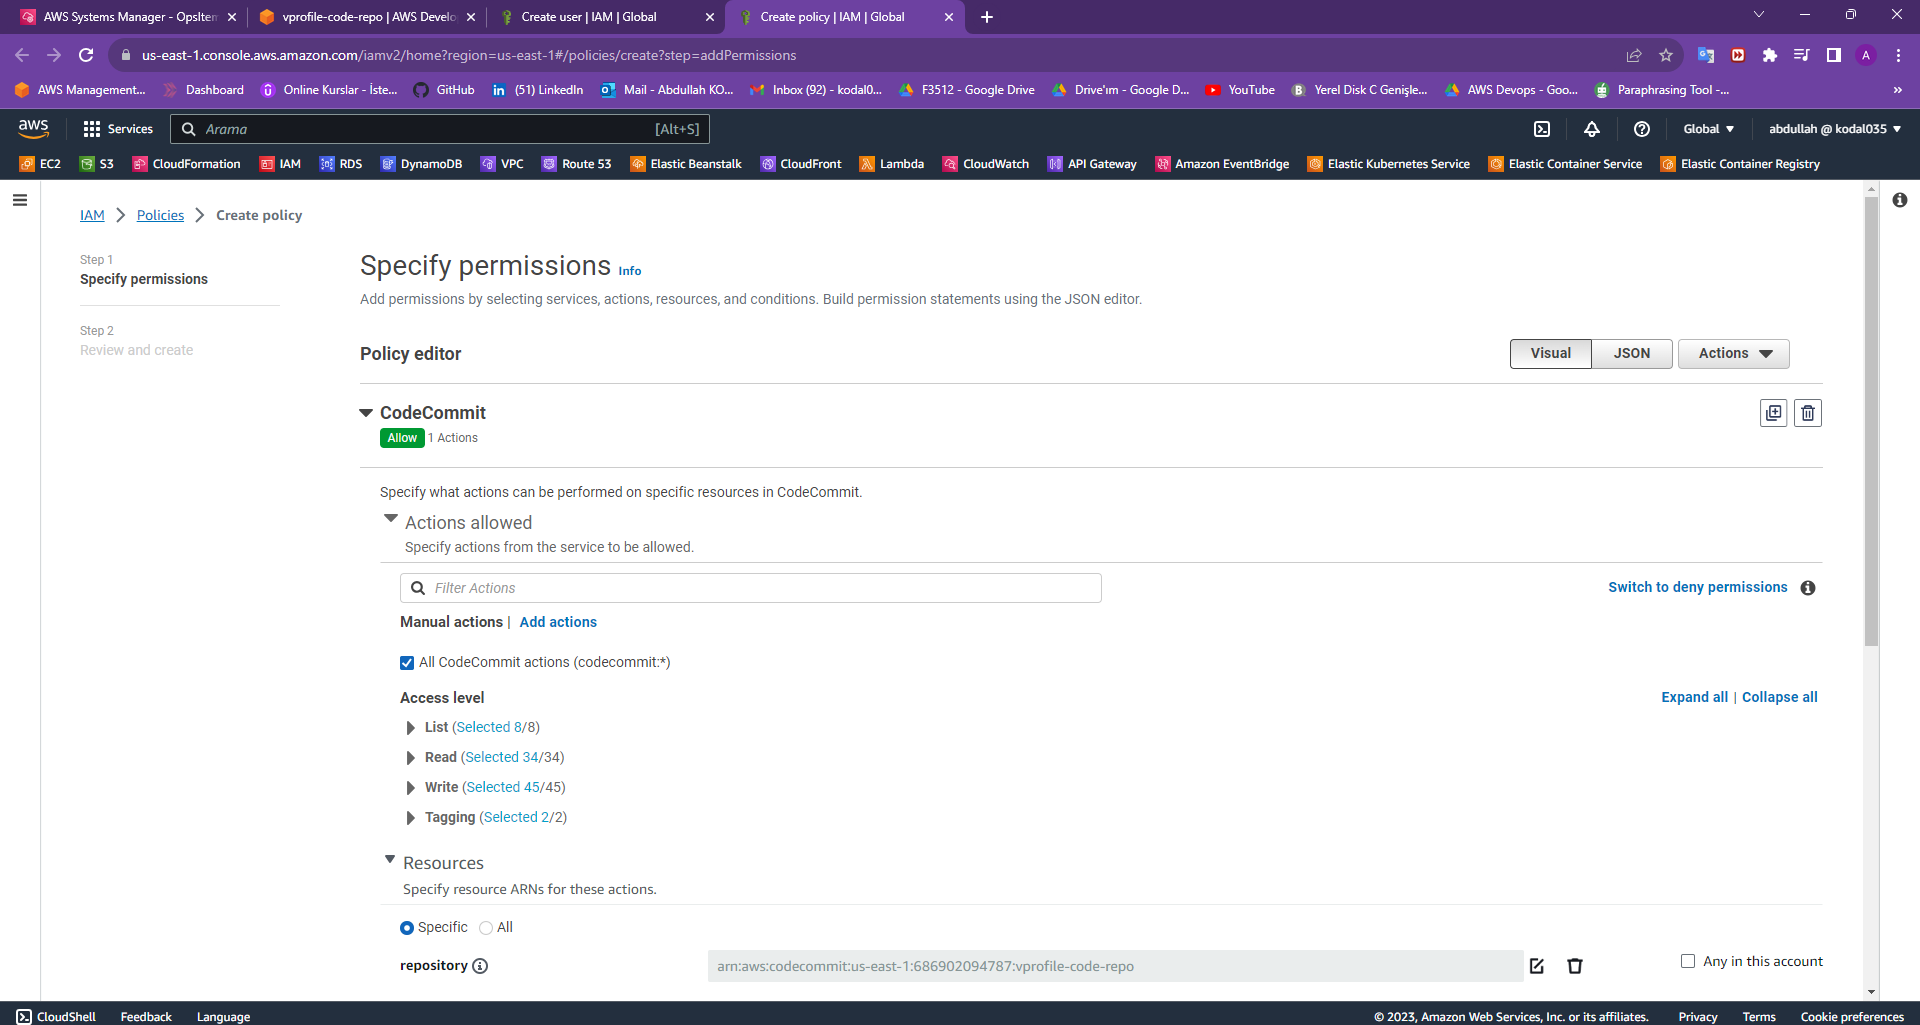 AWS Systems Manager - OpsItem
vprofile-code-repo | AWS Develo
Create user | IAM | Global
Create policy | IAM | Global
us-east-1.console.aws.amazon.com/iamv2/home?region=us-east-1#/policies/create?step=addPermissions
A
AWS Management...
Dashboard
Online Kurslar - İste...
GitHub
(51) LinkedIn
Mail - Abdullah KO...
Inbox (92) - kodal0...
F3512 - Google Drive
Drive'ım - Google D...
YouTube
Yerel Disk C Genişle...
AWS Devops - Goo...
Paraphrasing Tool -...
»
aws
Services
Arama
[Alt+S]
Global
abdullah @ kodal035
EC2
S3
CloudFormation
IAM
RDS
DynamoDB
VPC
Route 53
Elastic Beanstalk
CloudFront
Lambda
CloudWatch
API Gateway
Amazon EventBridge
Elastic Kubernetes Service
Elastic Container Service
Elastic Container Registry
IAM > Policies > Create policy
Step 1
Specify permissions
Step 2
Review and create
Specify permissions Info
Add permissions by selecting services, actions, resources, and conditions. Build permission statements using the JSON editor.
Policy editor
Visual
JSON
Actions
CodeCommit
Allow 1 Actions
Specify what actions can be performed on specific resources in CodeCommit.
Actions allowed
Specify actions from the service to be allowed.
Filter Actions
Switch to deny permissions
Manual actions | Add actions
All CodeCommit actions (codecommit:*)
Access level
Expand all | Collapse all
List (Selected 8/8)
Read (Selected 34/34)
Write (Selected 45/45)
Tagging (Selected 2/2)
Resources
Specify resource ARNs for these actions.
Specific
All
repository
arn:aws:codecommit:us-east-1:686902094787:vprofile-code-repo
Any in this account
CloudShell
Feedback
Language
© 2023, Amazon Web Services, Inc. or its affiliates.
Privacy
Terms
Cookie preferences